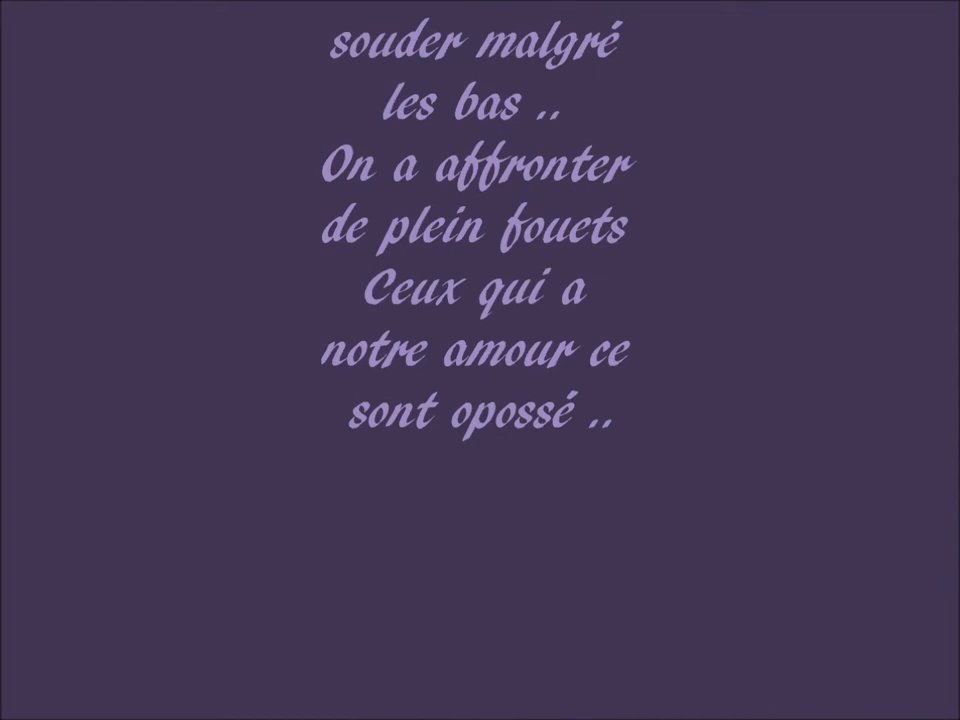 souder malgré
les bas ..
On a affronter
de plein fouets
Ceux qui a
notre amour ce
sont opossé ..